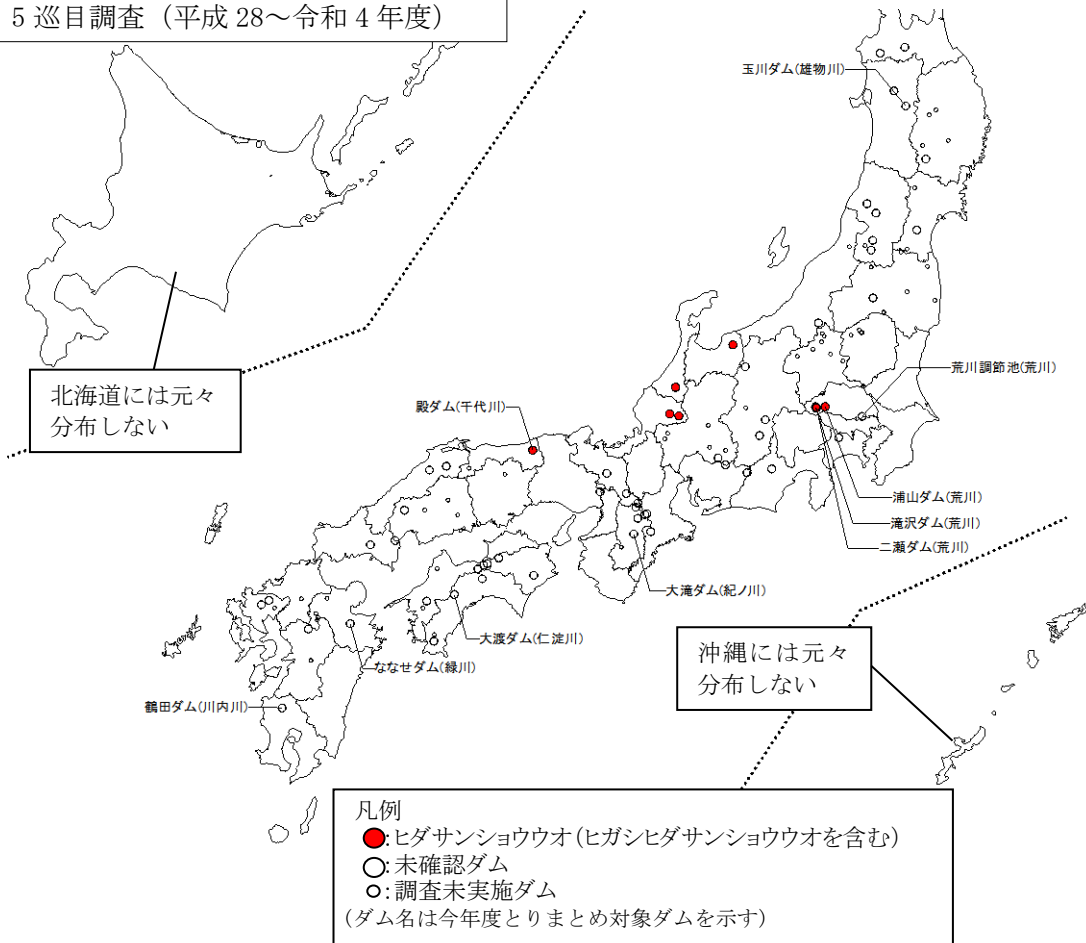 5 巡目調査（平成 28～令和 4 年度）
玉川ダム(雄物川)
北海道には元々
分布しない
殿ダム(千代川)
荒川調節池(荒川)
浦山ダム(荒川)
滝沢ダム(荒川)
二瀬ダム(荒川)
大滝ダム(紀ノ川)
大渡ダム(仁淀川)
ななせダム(緑川)
鶴田ダム(川内川)
沖縄には元々
分布しない
凡例
:ヒダサンショウウオ(ヒガシヒダサンショウウオを含む)
:未確認ダム
:調査未実施ダム
(ダム名は今年度とりまとめ対象ダムを示す)